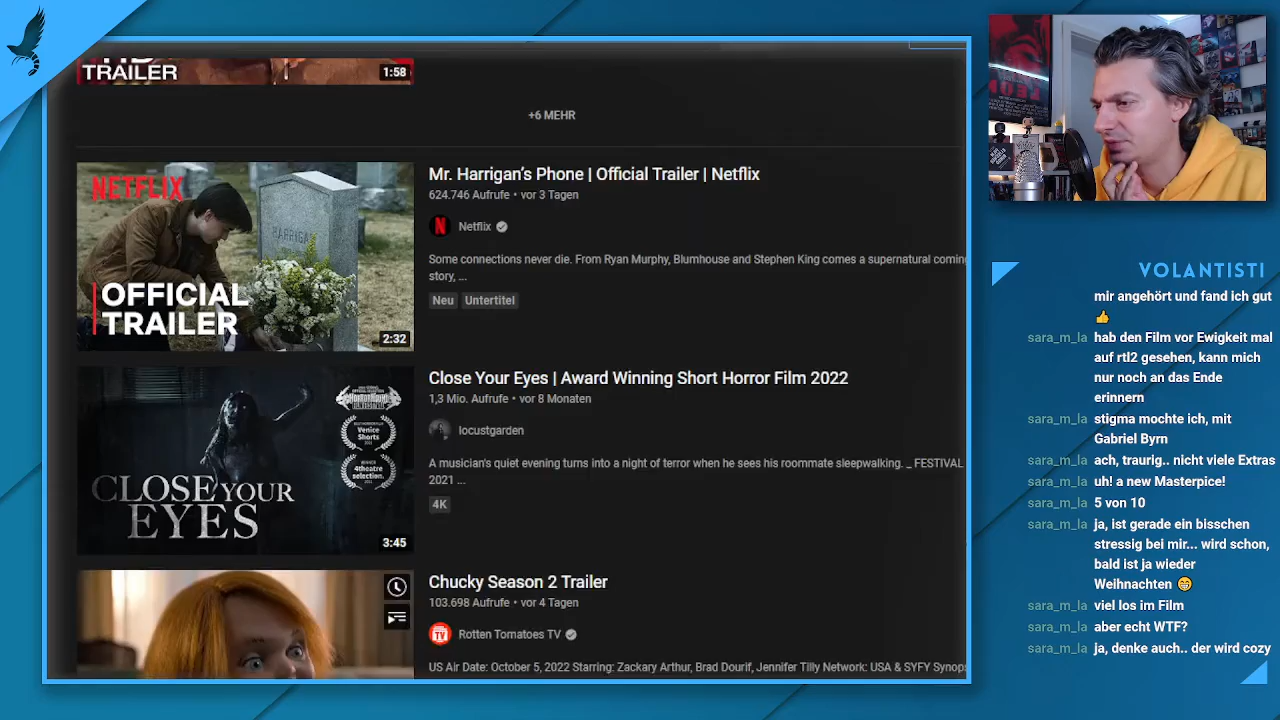 TRAILER
1:58
+6 MEHR
NETFLIX
HARRIGAN
OFFICIAL
TRAILER
2:32
Mr. Harrigan's Phone | Official Trailer | Netflix
624.746 Aufrufe • vor 3 Tagen
Netflix
Some connections never die. From Ryan Murphy, Blumhouse and Stephen King comes a supernatural coming
story, ...
Neu Untertitel
Venice
Shorts
4theatre
selection.
CLOSE YOUR
EYES
3:45
Close Your Eyes | Award Winning Short Horror Film 2022
1,3 Mio. Aufrufe • vor 8 Monaten
locustgarden
A musician's quiet evening turns into a night of terror when he sees his roommate sleepwalking. _ FESTIVAL
2021 ...
4K
Chucky Season 2 Trailer
103.698 Aufrufe • vor 4 Tagen
Rotten Tomatoes TV
US Air Date: October 5, 2022 Starring: Zackary Arthur, Brad Dourif, Jennifer Tilly Network: USA & SYFY Synops
VOLANTISTI
mir angehört und fand ich gut
👍
sara_m_la hab den Film vor Ewigkeit mal
auf rtl2 gesehen, kann mich
nur noch an das Ende
erinnern
sara_m_la stigma mochte ich, mit
Gabriel Byrn
sara_m_la ach, traurig.. nicht viele Extras
sara_m_la uh! a new Masterpice!
sara_m_la 5 von 10
sara_m_la ja, ist gerade ein bisschen
stressig bei mir... wird schon,
bald ist ja wieder
Weihnachten 😁
sara_m_la viel los im Film
sara_m_la aber echt WTF?
sara_m_la ja, denke auch.. der wird cozy